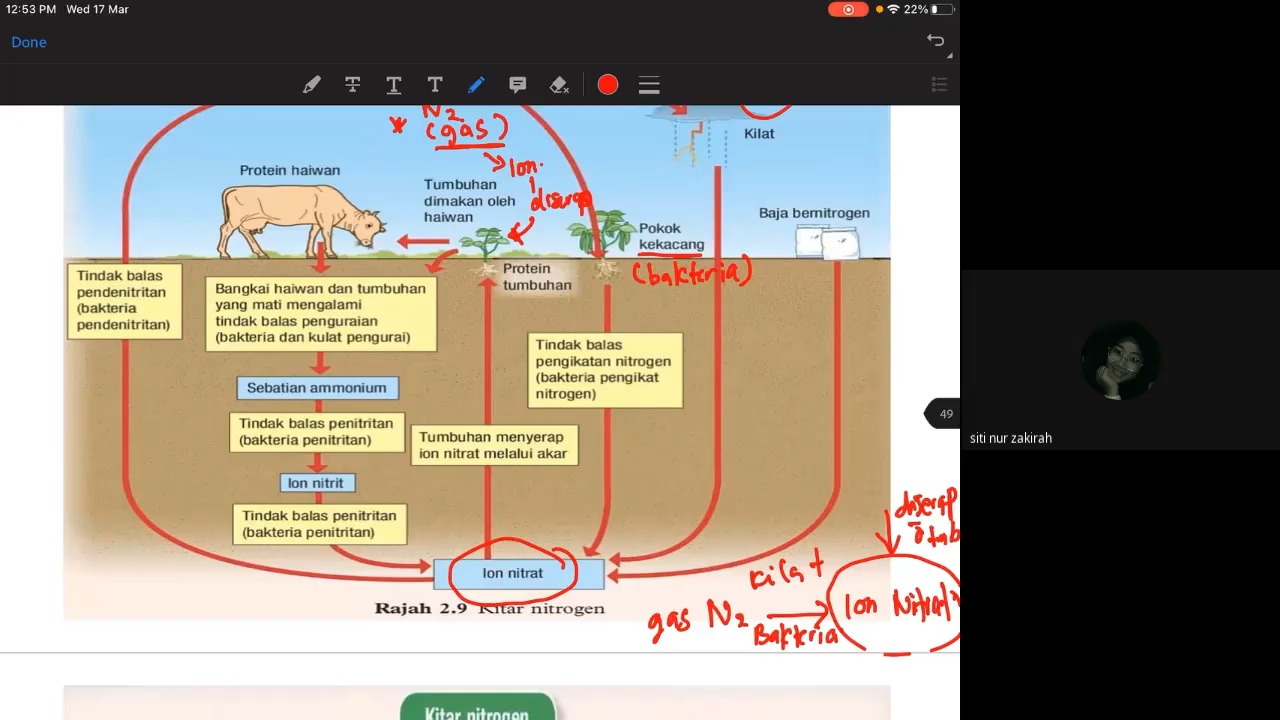 12:53 PM Wed 17 Mar
22%
Done
N2
* (gas)
Ion.
diserap
Kilat
Protein haiwan
Tumbuhan
dimakan oleh
haiwan
Baja bernitrogen
Pokok
kekacang
(bakteria)
Protein
tumbuhan
Tindak balas
pendenitritan
(bakteria
pendenitritan)
Bangkai haiwan dan tumbuhan
yang mati mengalami
tindak balas penguraian
(bakteria dan kulat pengurai)
Tindak balas
pengikatan nitrogen
(bakteria pengikat
nitrogen)
Sebatian ammonium
Tindak balas penitritan
(bakteria penitritan)
Tumbuhan menyerap
ion nitrat melalui akar
Ion nitrit
Tindak balas penitritan
(bakteria penitritan)
Ion nitrat
Rajah 2.9 Kitar nitrogen
diserap
Kilat
gas N2
Bakteria
Ion Nitrat
49
siti nur zakirah
Kitar nitrogen